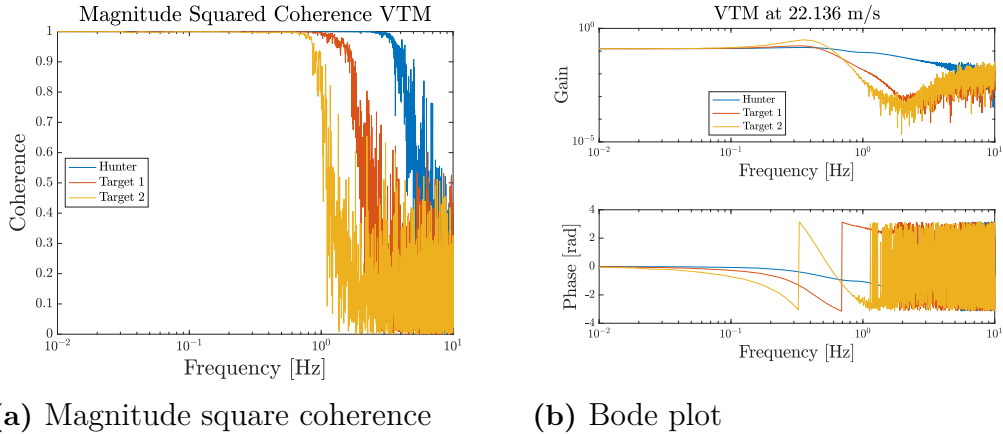 Magnitude Squared Coherence VTM
1
0.9
0.8
0.7
0.6
0.5
0.4
0.3
0.2
0.1
0
Coherence
Hunter
Target 1
Target 2
10^-2
10^-1
10^0
10^1
Frequency [Hz]
VTM at 22.136 m/s
10^0
10^-5
Gain
Hunter
Target 1
Target 2
10^-2
10^-1
10^0
10^1
Frequency [Hz]
4
2
0
-2
-4
Phase [rad]
10^-2
10^-1
10^0
10^1
Frequency [Hz]
(a) Magnitude square coherence
(b) Bode plot